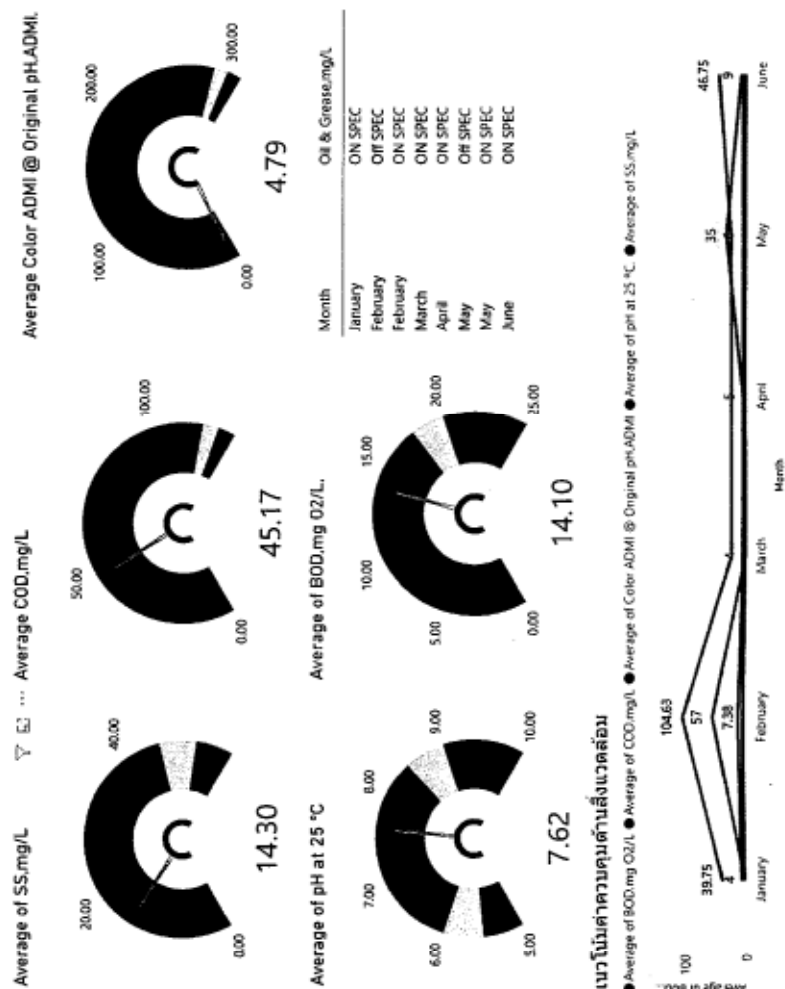 Average of SS,mg/L
20.00
40.00
0.00
14.30
... Average COD,mg/L
50.00
100.00
0.00
45.17
Average Color ADMI @ Original pH,ADMI.
100.00
200.00
300.00
0.00
4.79
Average of pH at 25 °C
7.00
8.00
6.00
9.00
5.00
10.00
7.62
Average of BOD,mg O2/L.
10.00
15.00
5.00
20.00
0.00
25.00
14.10
Month Oil & Grease,mg/L
January ON SPEC
February Off SPEC
February ON SPEC
March ON SPEC
April ON SPEC
May Off SPEC
May ON SPEC
June ON SPEC
แนวโน้มค่าควบคุมด้านสิ่งแวดล้อม
Average of BOD,mg O2/L Average of COD,mg/L Average of Color ADMI @ Original pH,ADMI Average of pH at 25 °C. Average of SS,mg/L
100
0
39.75
4
104.63
57
7.38
35
46.75
9
January February March April May June
Month